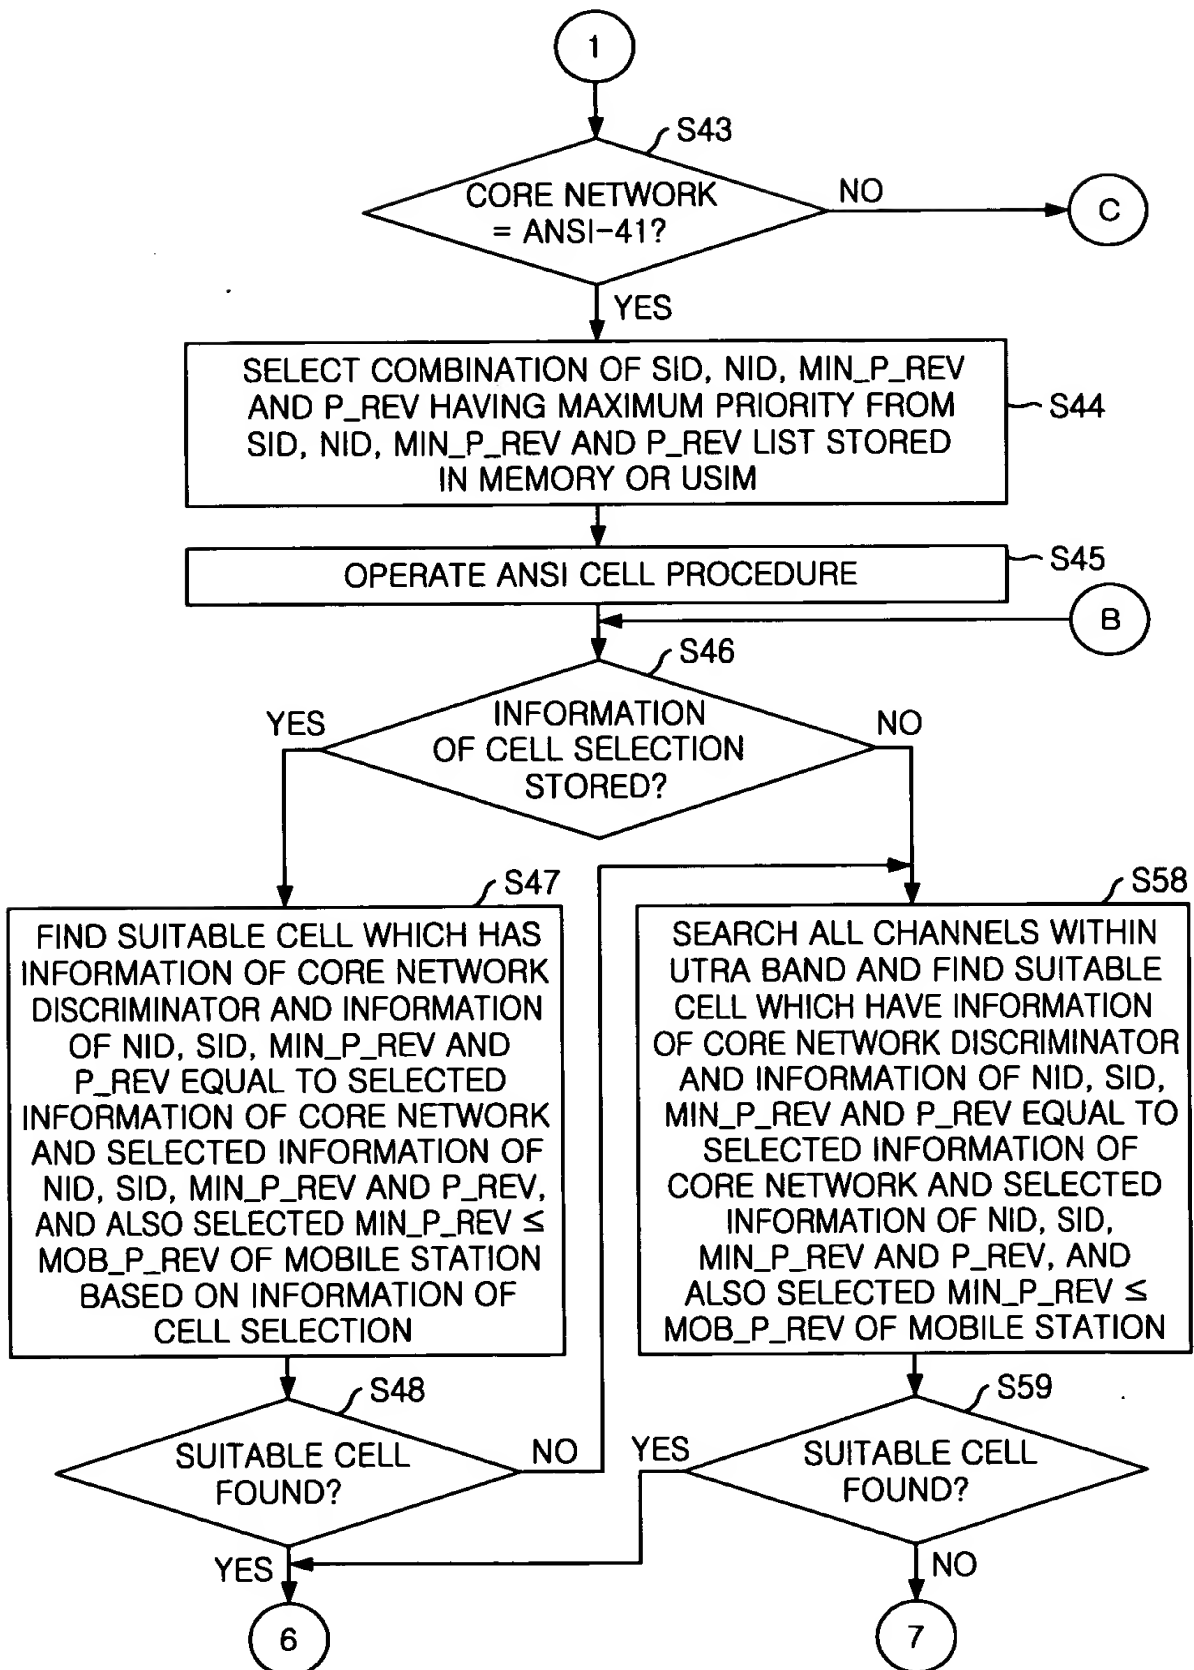 1
S43
CORE NETWORK
= ANSI-41?
NO
C
YES
SELECT COMBINATION OF SID, NID, MIN_P_REV
AND P_REV HAVING MAXIMUM PRIORITY FROM
SID, NID, MIN_P_REV AND P_REV LIST STORED
IN MEMORY OR USIM
S44
OPERATE ANSI CELL PROCEDURE
S45
B
S46
INFORMATION
OF CELL SELECTION
STORED?
YES
NO
S47
FIND SUITABLE CELL WHICH HAS
INFORMATION OF CORE NETWORK
DISCRIMINATOR AND INFORMATION
OF NID, SID, MIN_P_REV AND
P_REV EQUAL TO SELECTED
INFORMATION OF CORE NETWORK
AND SELECTED INFORMATION OF
NID, SID, MIN_P_REV AND P_REV,
AND ALSO SELECTED MIN_P_REV ≤
MOB_P_REV OF MOBILE STATION
BASED ON INFORMATION OF
CELL SELECTION
S58
SEARCH ALL CHANNELS WITHIN
UTRA BAND AND FIND SUITABLE
CELL WHICH HAVE INFORMATION
OF CORE NETWORK DISCRIMINATOR
AND INFORMATION OF NID, SID,
MIN_P_REV AND P_REV EQUAL TO
SELECTED INFORMATION OF
CORE NETWORK AND SELECTED
INFORMATION OF NID, SID,
MIN_P_REV AND P_REV, AND
ALSO SELECTED MIN_P_REV ≤
MOB_P_REV OF MOBILE STATION
S48
SUITABLE CELL
FOUND?
NO
YES
6
S59
SUITABLE CELL
FOUND?
YES
NO
7